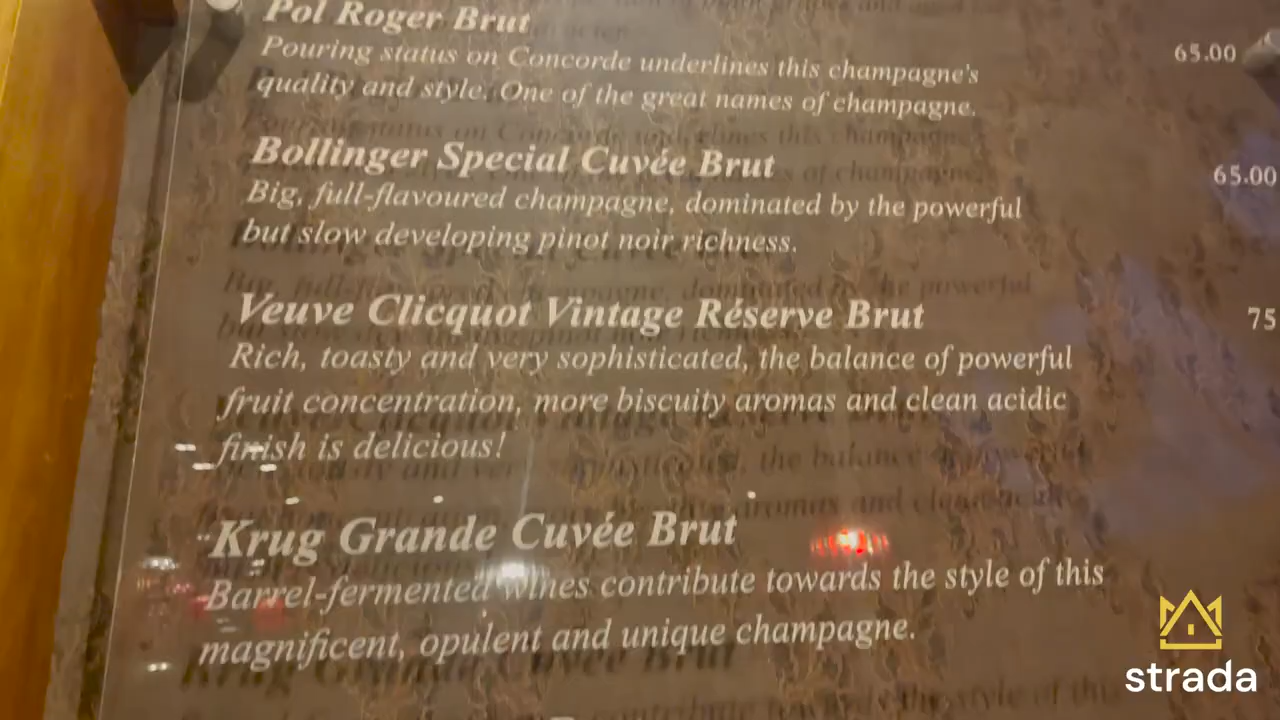 Pol Roger Brut
65.00
Pouring status on Concorde underlines this champagne's
quality and style. One of the great names of champagne.
Bollinger Special Cuvée Brut
65.00
Big, full-flavoured champagne, dominated by the powerful
but slow developing pinot noir richness.
Veuve Clicquot Vintage Réserve Brut
75
Rich, toasty and very sophisticated, the balance of powerful
fruit concentration, more biscuity aromas and clean acidic
finish is delicious!
Krug Grande Cuvée Brut
Barrel-fermented wines contribute towards the style of this
magnificent, opulent and unique champagne.
strada